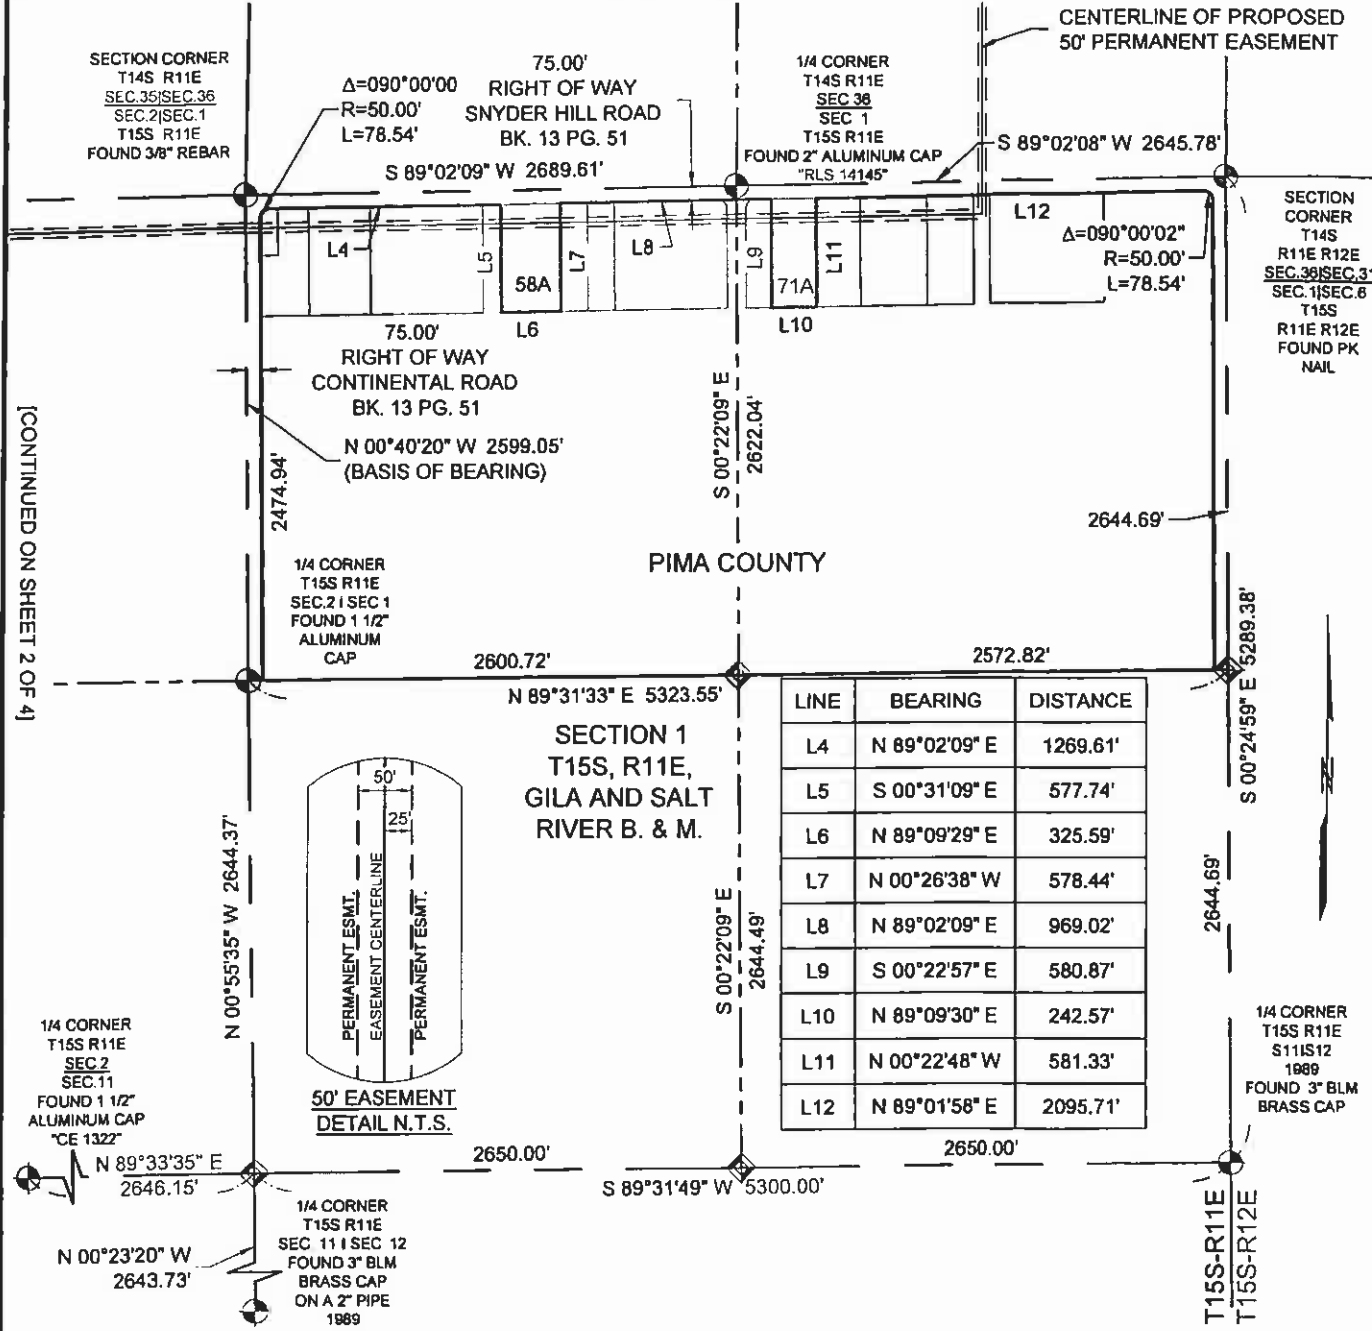 CENTERLINE OF PROPOSED
50' PERMANENT EASEMENT
SECTION CORNER
T14S R11E
SEC.35|SEC.36
SEC.2|SEC.1
T15S R11E
FOUND 3/8" REBAR
Δ=090°00'00
R=50.00'
L=78.54'
75.00'
RIGHT OF WAY
SNYDER HILL ROAD
BK. 13 PG. 51
1/4 CORNER
T14S R11E
SEC 36
SEC 1
T15S R11E
FOUND 2" ALUMINUM CAP
"RLS 14145"
S 89°02'09" W 2689.61'
S 89°02'08" W 2645.78'
SECTION
CORNER
T14S
R11E R12E
SEC.36|SEC.31
SEC.1|SEC.6
T15S
R11E R12E
FOUND PK
NAIL
L4
L5
58A
L6
L7
L8
L9
71A
L10
L11
L12
Δ=090°00'02"
R=50.00'
L=78.54'
75.00'
RIGHT OF WAY
CONTINENTAL ROAD
BK. 13 PG. 51
N 00°40'20" W 2599.05'
(BASIS OF BEARING)
2474.94'
S 00°22'09" E
2622.04'
2644.69'
[CONTINUED ON SHEET 2 OF 4]
PIMA COUNTY
1/4 CORNER
T15S R11E
SEC.2 | SEC 1
FOUND 1 1/2"
ALUMINUM
CAP
2600.72'
2572.82'
N 89°31'33" E 5323.55'
S 00°24'59" E 5289.38'
SECTION 1
T15S, R11E,
GILA AND SALT
RIVER B. & M.
LINE BEARING DISTANCE
L4 N 89°02'09" E 1269.61'
L5 S 00°31'09" E 577.74'
L6 N 89°09'29" E 325.59'
L7 N 00°26'38" W 578.44'
L8 N 89°02'09" E 969.02'
L9 S 00°22'57" E 580.87'
L10 N 89°09'30" E 242.57'
L11 N 00°22'48" W 581.33'
L12 N 89°01'58" E 2095.71'
N
50'
25'
PERMANENT ESMT.
EASEMENT CENTERLINE
PERMANENT ESMT.
50' EASEMENT
DETAIL N.T.S.
N 00°55'35" W 2644.37'
S 00°22'09" E
2644.49'
2644.69'
1/4 CORNER
T15S R11E
SEC.2
SEC.11
FOUND 1 1/2"
ALUMINUM CAP
"CE 1322"
1/4 CORNER
T15S R11E
S11|S12
1989
FOUND 3" BLM
BRASS CAP
N 89°33'35" E
2646.15'
2650.00'
2650.00'
S 89°31'49" W 5300.00'
N 00°23'20" W
2643.73'
1/4 CORNER
T15S R11E
SEC 11 | SEC 12
FOUND 3" BLM
BRASS CAP
ON A 2" PIPE
1989
T15S-R11E
T15S-R12E